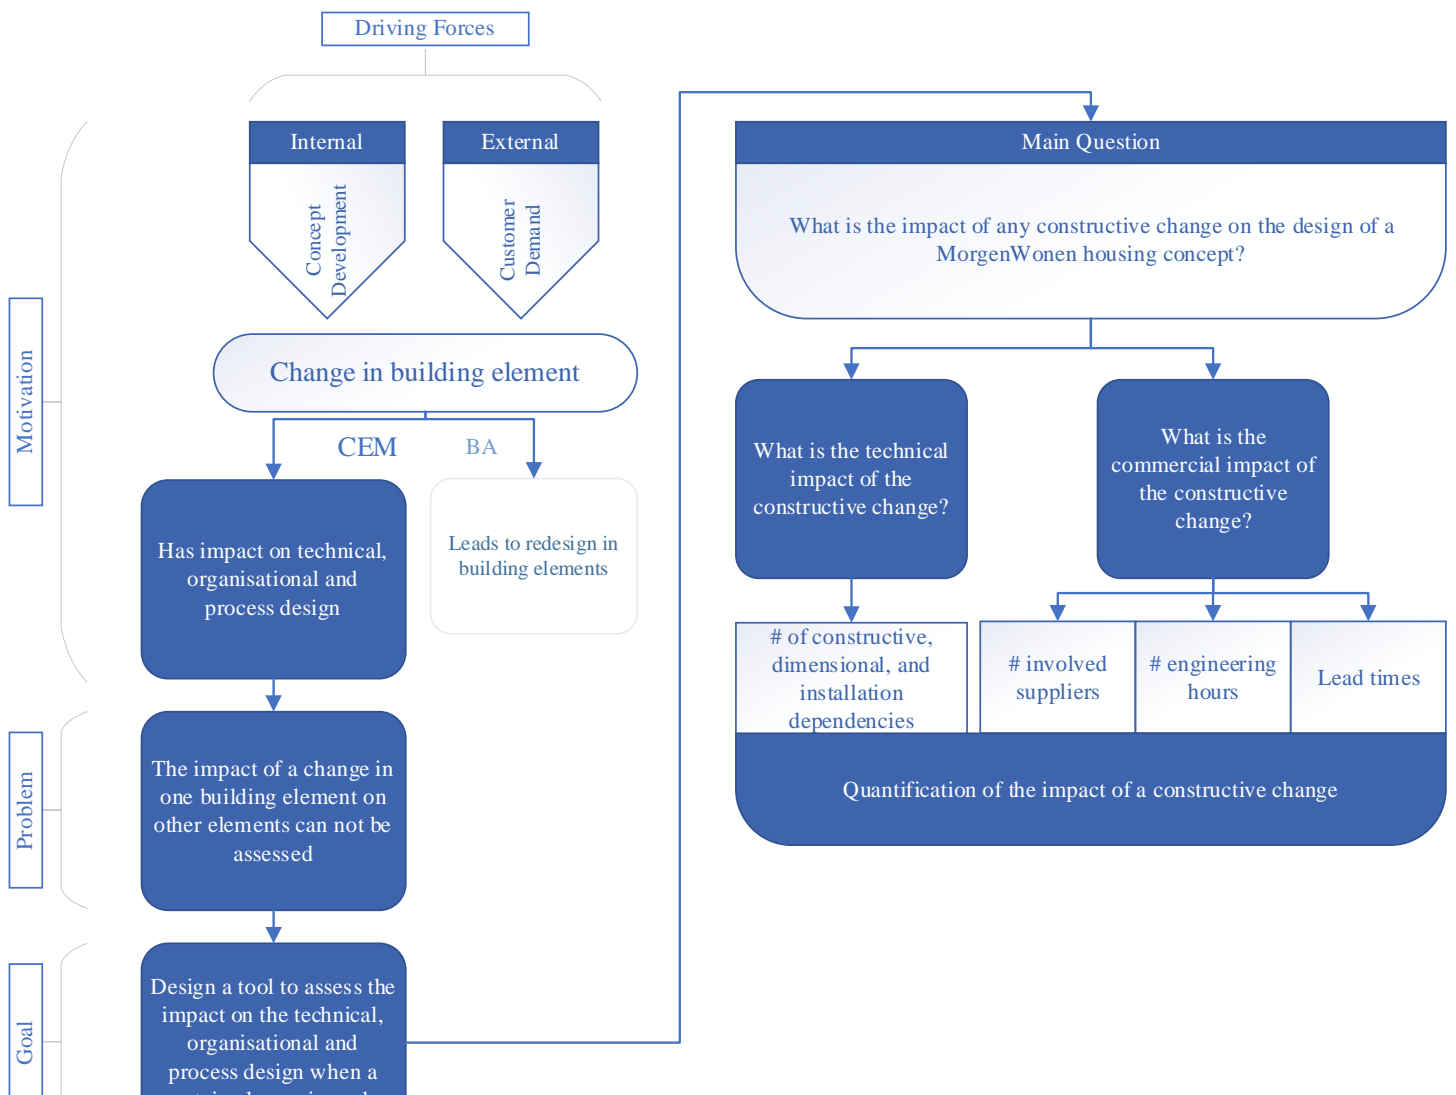 Driving Forces
Internal
External
Concept
Development
Customer
Demand
Change in building element
CEM
BA
Has impact on technical,
organisational and
process design
Leads to redesign in
building elements
Motivation
The impact of a change in
one building element on
other elements can not be
assessed
Problem
Design a tool to assess the
impact on the technical,
organisational and
process design when a
Goal
Main Question
What is the impact of any constructive change on the design of a
MorgenWonen housing concept?
What is the technical
impact of the
constructive change?
What is the
commercial impact of
the constructive
change?
# of constructive,
dimensional, and
installation
dependencies
# involved
suppliers
# engineering
hours
Lead times
Quantification of the impact of a constructive change